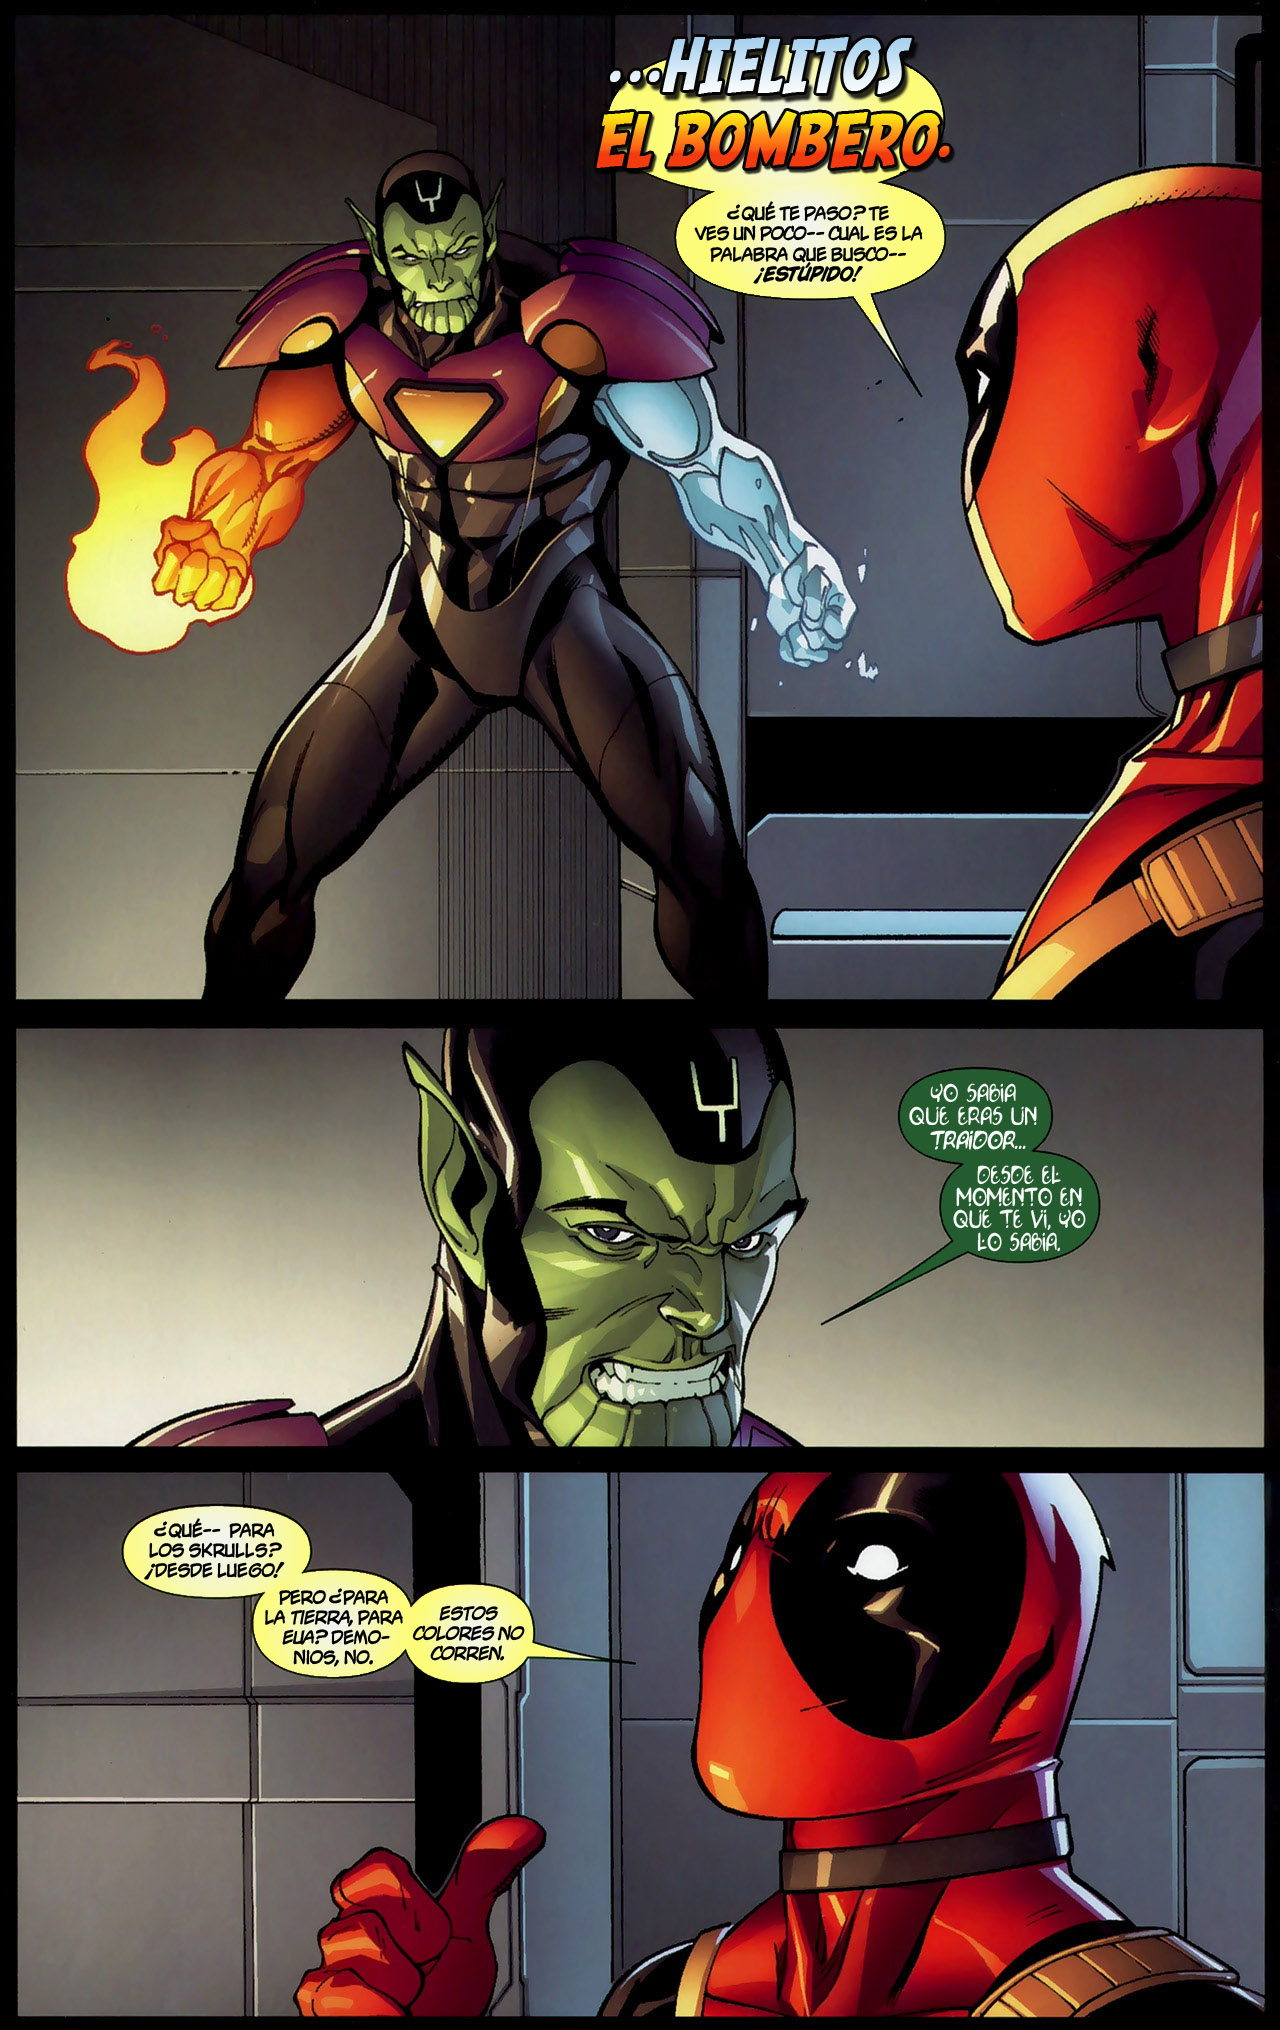 ...HIELITOS
EL BOMBERO.
¿QUÉ TE PASO? TE
VES UN POCO-- CUAL ES LA
PALABRA QUE BUSCO--
¡ESTÚPIDO!
YO SABIA
QUE ERAS UN
TRAIDOR...
DESDE EL
MOMENTO EN
QUE TE VI, YO
LO SABIA.
¿QUÉ-- PARA
LOS SKRULLS?
¡DESDE LUEGO!
PERO ¿PARA
LA TIERRA, PARA
EUA? DEMO-
NIOS, NO.
ESTOS
COLORES NO
CORREN.